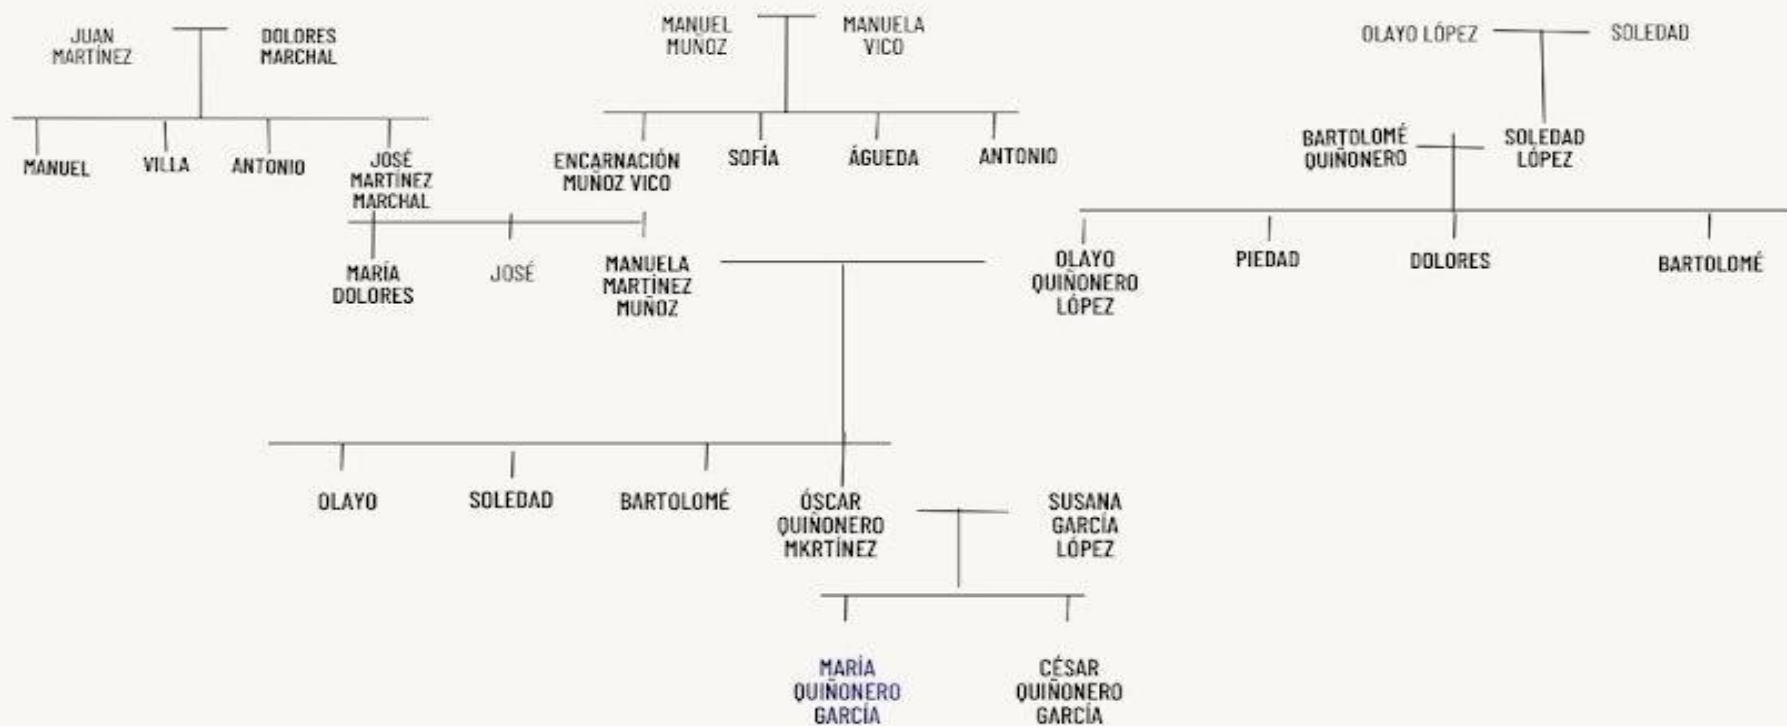 JUAN
MARTÍNEZ
DOLORES
MARCHAL
MANUEL
MUÑOZ
MANUELA
VICO
OLAYO LÓPEZ
SOLEDAD
MANUEL
VILLA
ANTONIO
JOSÉ
MARTÍNEZ
MARCHAL
ENCARNACIÓN
MUÑOZ VICO
SOFÍA
ÁGUEDA
ANTONIO
BARTOLOMÉ
QUIÑONERO
SOLEDAD
LÓPEZ
MARÍA
DOLORES
JOSÉ
MANUELA
MARTÍNEZ
MUÑOZ
OLAYO
QUIÑONERO
LÓPEZ
PIEDAD
DOLORES
BARTOLOMÉ
OLAYO
SOLEDAD
BARTOLOMÉ
ÓSCAR
QUIÑONERO
MKRTÍNEZ
SUSANA
GARCÍA
LÓPEZ
MARÍA
QUIÑONERO
GARCÍA
CÉSAR
QUIÑONERO
GARCÍA